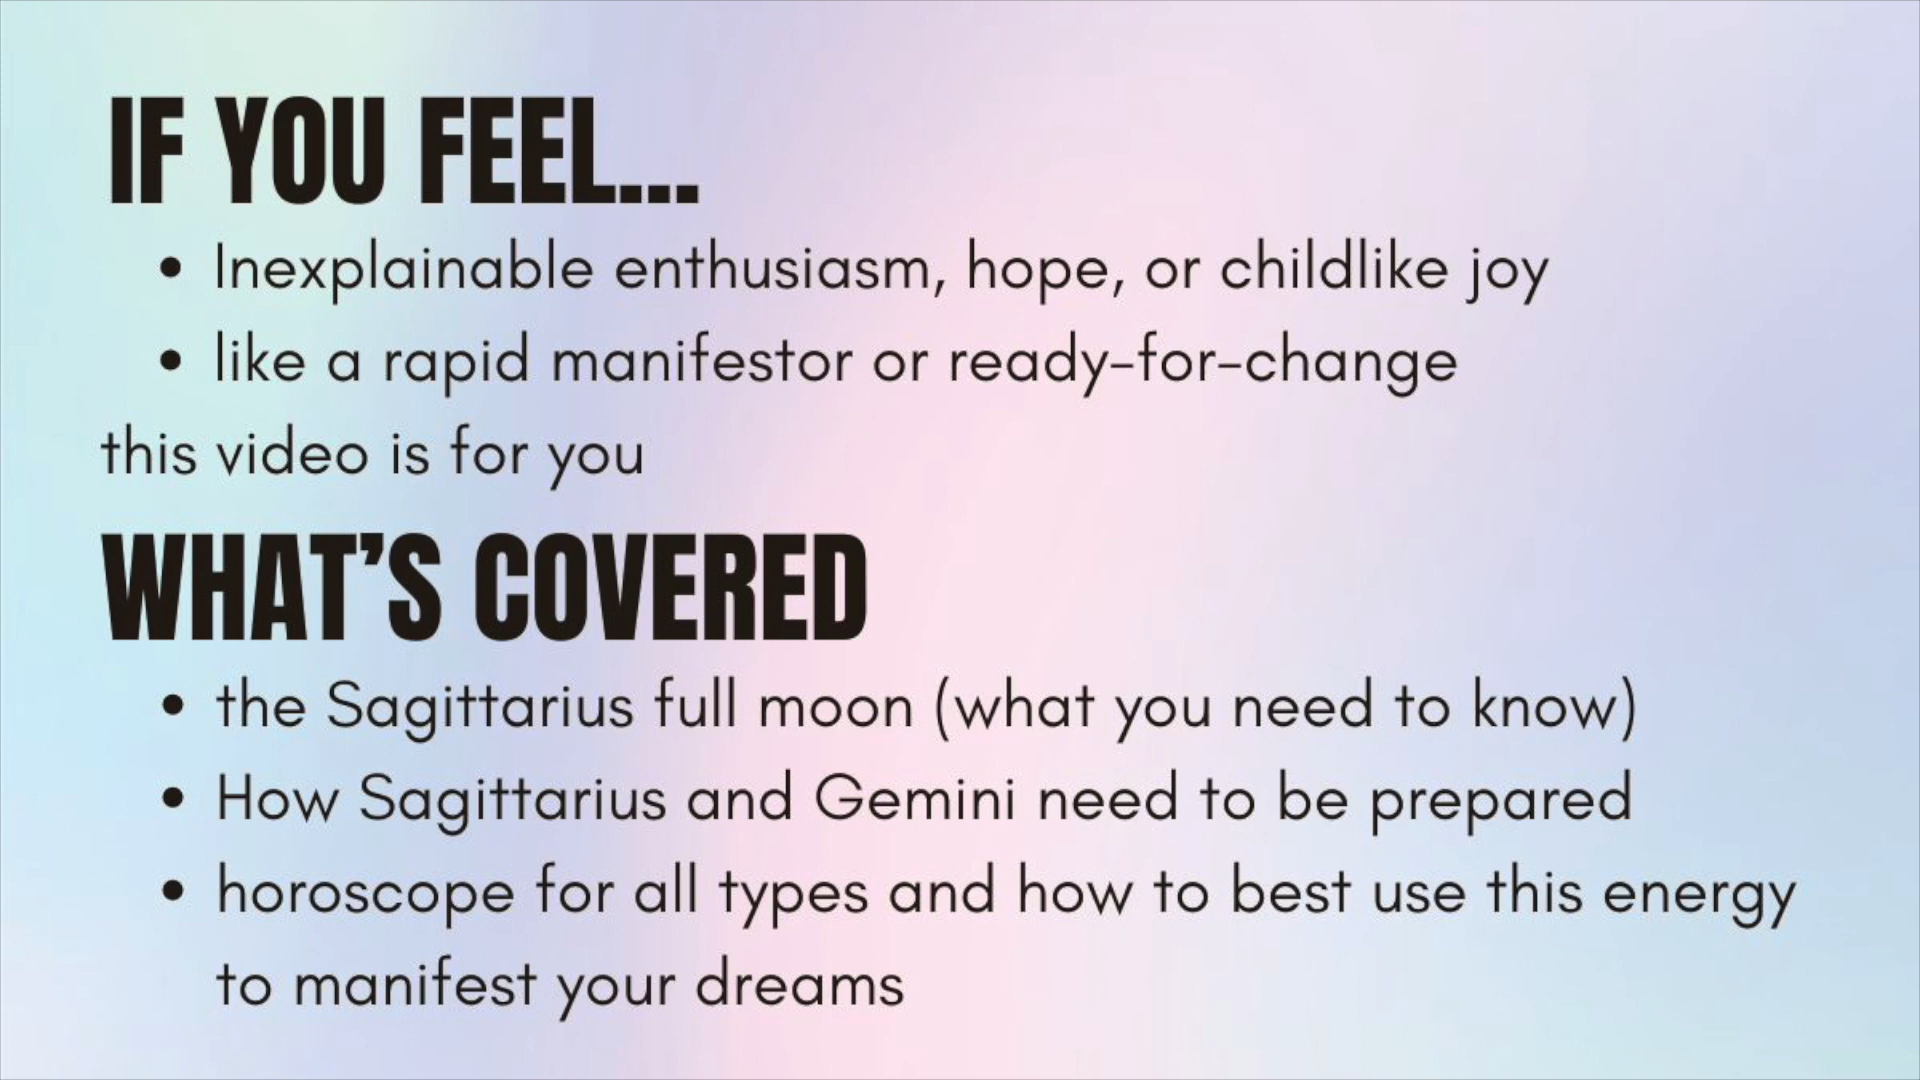 IF YOU FEEL...
• Inexplainable enthusiasm, hope, or childlike joy
• like a rapid manifestor or ready-for-change
this video is for you
WHAT’S COVERED
• the Sagittarius full moon (what you need to know)
• How Sagittarius and Gemini need to be prepared
• horoscope for all types and how to best use this energy
to manifest your dreams